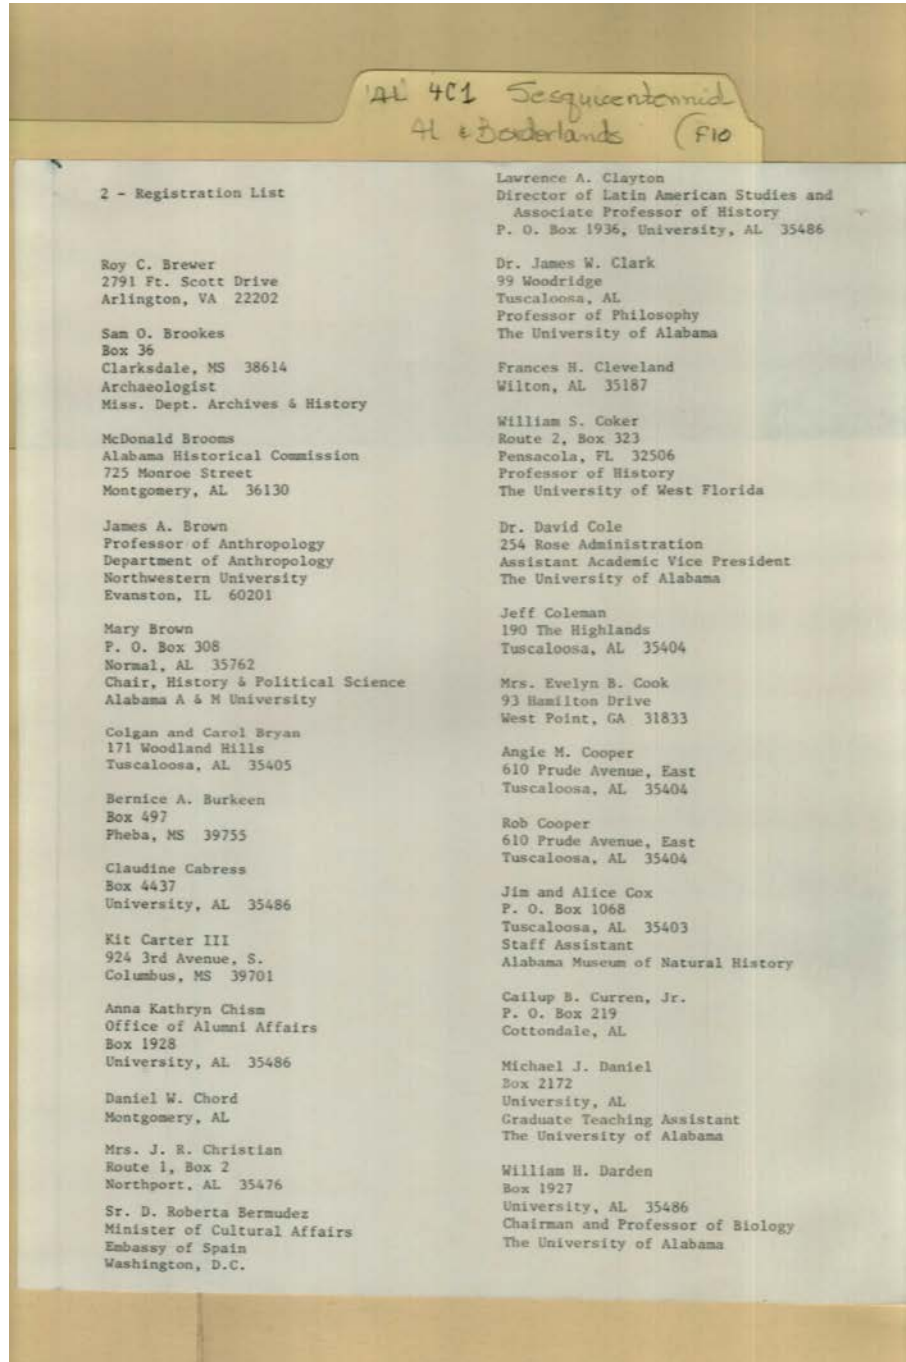 'AL' 4C1 Sesquicentennial
AL & Borderlands (F10
2 - Registration List
Roy C. Brewer
2791 Ft. Scott Drive
Arlington, VA 22202
Sam O. Brookes
Box 36
Clarksdale, MS 38614
Archaeologist
Miss. Dept. Archives & History
McDonald Brooms
Alabama Historical Commission
725 Monroe Street
Montgomery, AL 36130
James A. Brown
Professor of Anthropology
Department of Anthropology
Northwestern University
Evanston, IL 60201
Mary Brown
P. O. Box 308
Normal, AL 35762
Chair, History & Political Science
Alabama A & M University
Colgan and Carol Bryan
171 Woodland Hills
Tuscaloosa, AL 35405
Bernice A. Burkeen
Box 497
Pheba, MS 39755
Claudine Cabress
Box 4437
University, AL 35486
Kit Carter III
924 3rd Avenue, S.
Columbus, MS 39701
Anna Kathryn Chism
Office of Alumni Affairs
Box 1928
University, AL 35486
Daniel W. Chord
Montgomery, AL
Mrs. J. R. Christian
Route 1, Box 2
Northport, AL 35476
Sr. D. Roberta Bermudez
Minister of Cultural Affairs
Embassy of Spain
Washington, D.C.
Lawrence A. Clayton
Director of Latin American Studies and
Associate Professor of History
P. O. Box 1936, University, AL 35486
Dr. James W. Clark
99 Woodridge
Tuscaloosa, AL
Professor of Philosophy
The University of Alabama
Frances H. Cleveland
Wilton, AL 35187
William S. Coker
Route 2, Box 323
Pensacola, FL 32506
Professor of History
The University of West Florida
Dr. David Cole
254 Rose Administration
Assistant Academic Vice President
The University of Alabama
Jeff Coleman
190 The Highlands
Tuscaloosa, AL 35404
Mrs. Evelyn B. Cook
93 Hamilton Drive
West Point, GA 31833
Angie M. Cooper
610 Prude Avenue, East
Tuscaloosa, AL 35404
Rob Cooper
610 Prude Avenue, East
Tuscaloosa, AL 35404
Jim and Alice Cox
P. O. Box 1068
Tuscaloosa, AL 35403
Staff Assistant
Alabama Museum of Natural History
Cailup B. Curren, Jr.
P. O. Box 219
Cottondale, AL
Michael J. Daniel
Box 2172
University, AL
Graduate Teaching Assistant
The University of Alabama
William H. Darden
Box 1927
University, AL 35486
Chairman and Professor of Biology
The University of Alabama